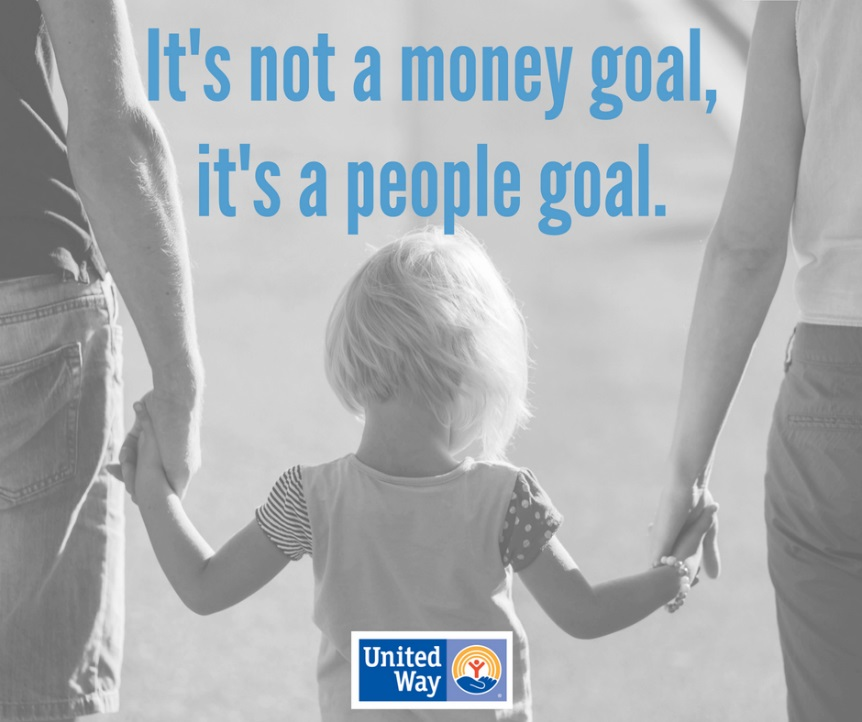 It's not a money goal,
it's a people goal.
United
Way